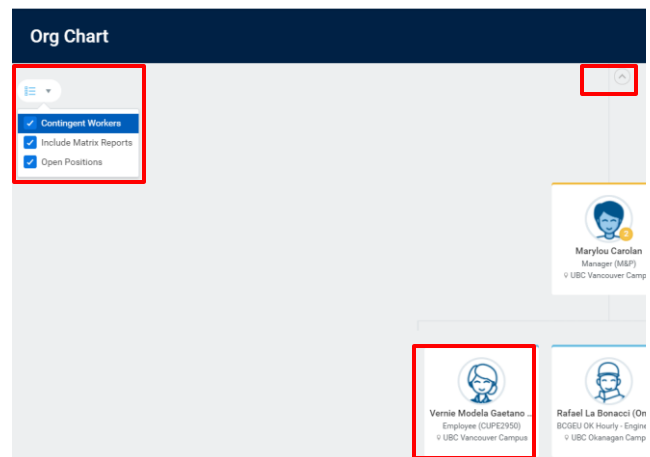 Org Chart
Contingent Workers
Include Matrix Reports
Open Positions
2
Marylou Carolan
Manager (M&P)
UBC Vancouver Camp
Vernie Modela Gaetano ...
Employee (CUPE2950)
UBC Vancouver Campus
Rafael La Bonacci (On
BCGEU OK Hourly - Engine
UBC Okanagan Camp